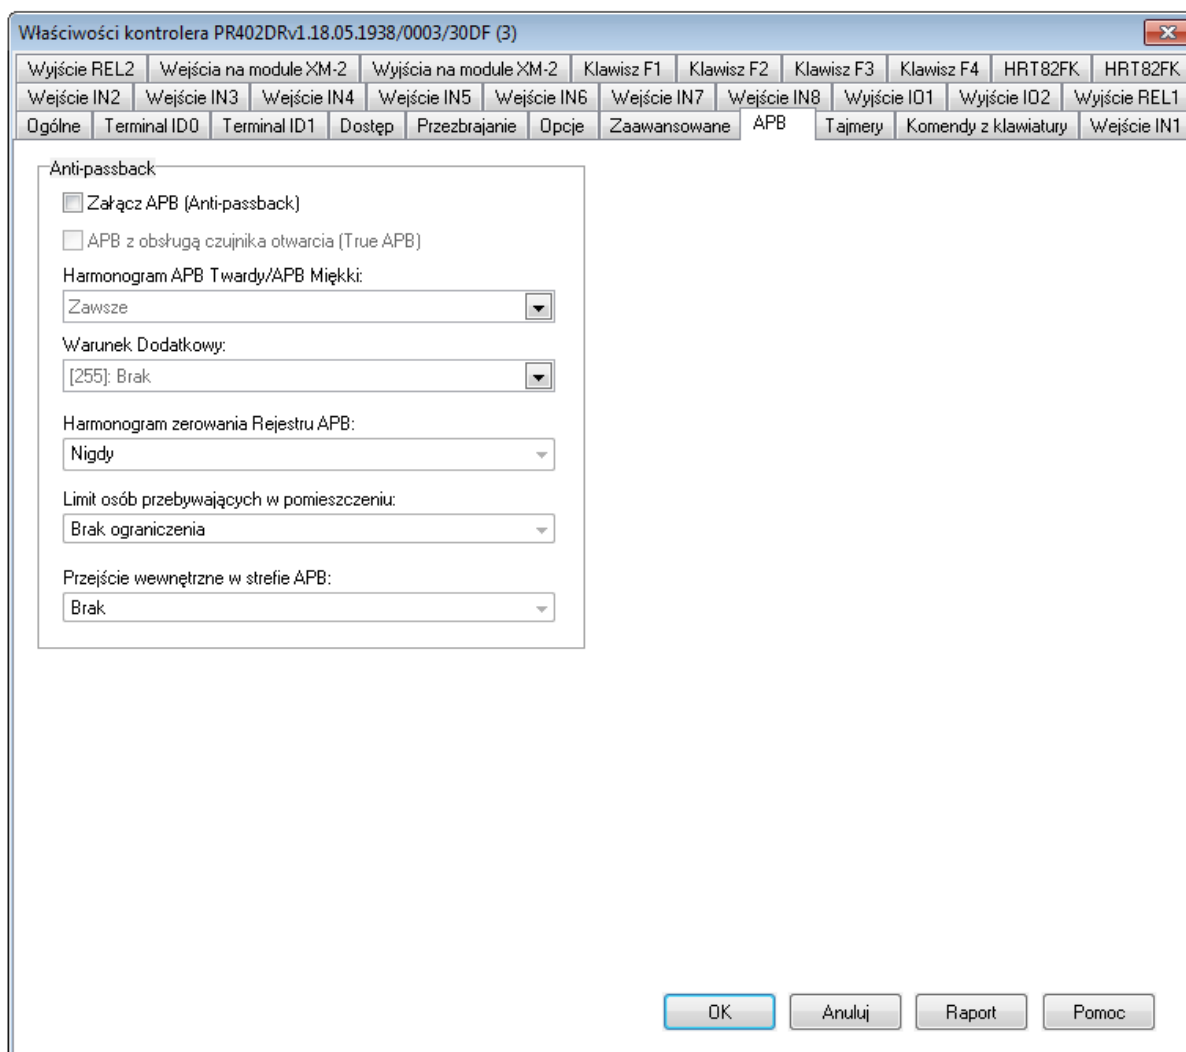 Właściwości kontrolera PR402DRv1.18.05.1938/0003/30DF (3)
Wyjście REL2 Wejścia na module XM-2 Wyjścia na module XM-2 Klawisz F1 Klawisz F2 Klawisz F3 Klawisz F4 HRT82FK HRT82FK
Wejście IN2 Wejście IN3 Wejście IN4 Wejście IN5 Wejście IN6 Wejście IN7 Wejście IN8 Wyjście IO1 Wyjście IO2 Wyjście REL1
Ogólne Terminal ID0 Terminal ID1 Dostęp Przezbrajanie Opcje Zaawansowane APB Tajmery Komendy z klawiatury Wejście IN1
Anti-passback
Załącz APB (Anti-passback)
APB z obsługą czujnika otwarcia (True APB)
Harmonogram APB Twardy/APB Miękki:
Zawsze
Warunek Dodatkowy:
[255]: Brak
Harmonogram zerowania Rejestru APB:
Nigdy
Limit osób przebywających w pomieszczeniu:
Brak ograniczenia
Przejście wewnętrzne w strefie APB:
Brak
OK Anuluj Raport Pomoc